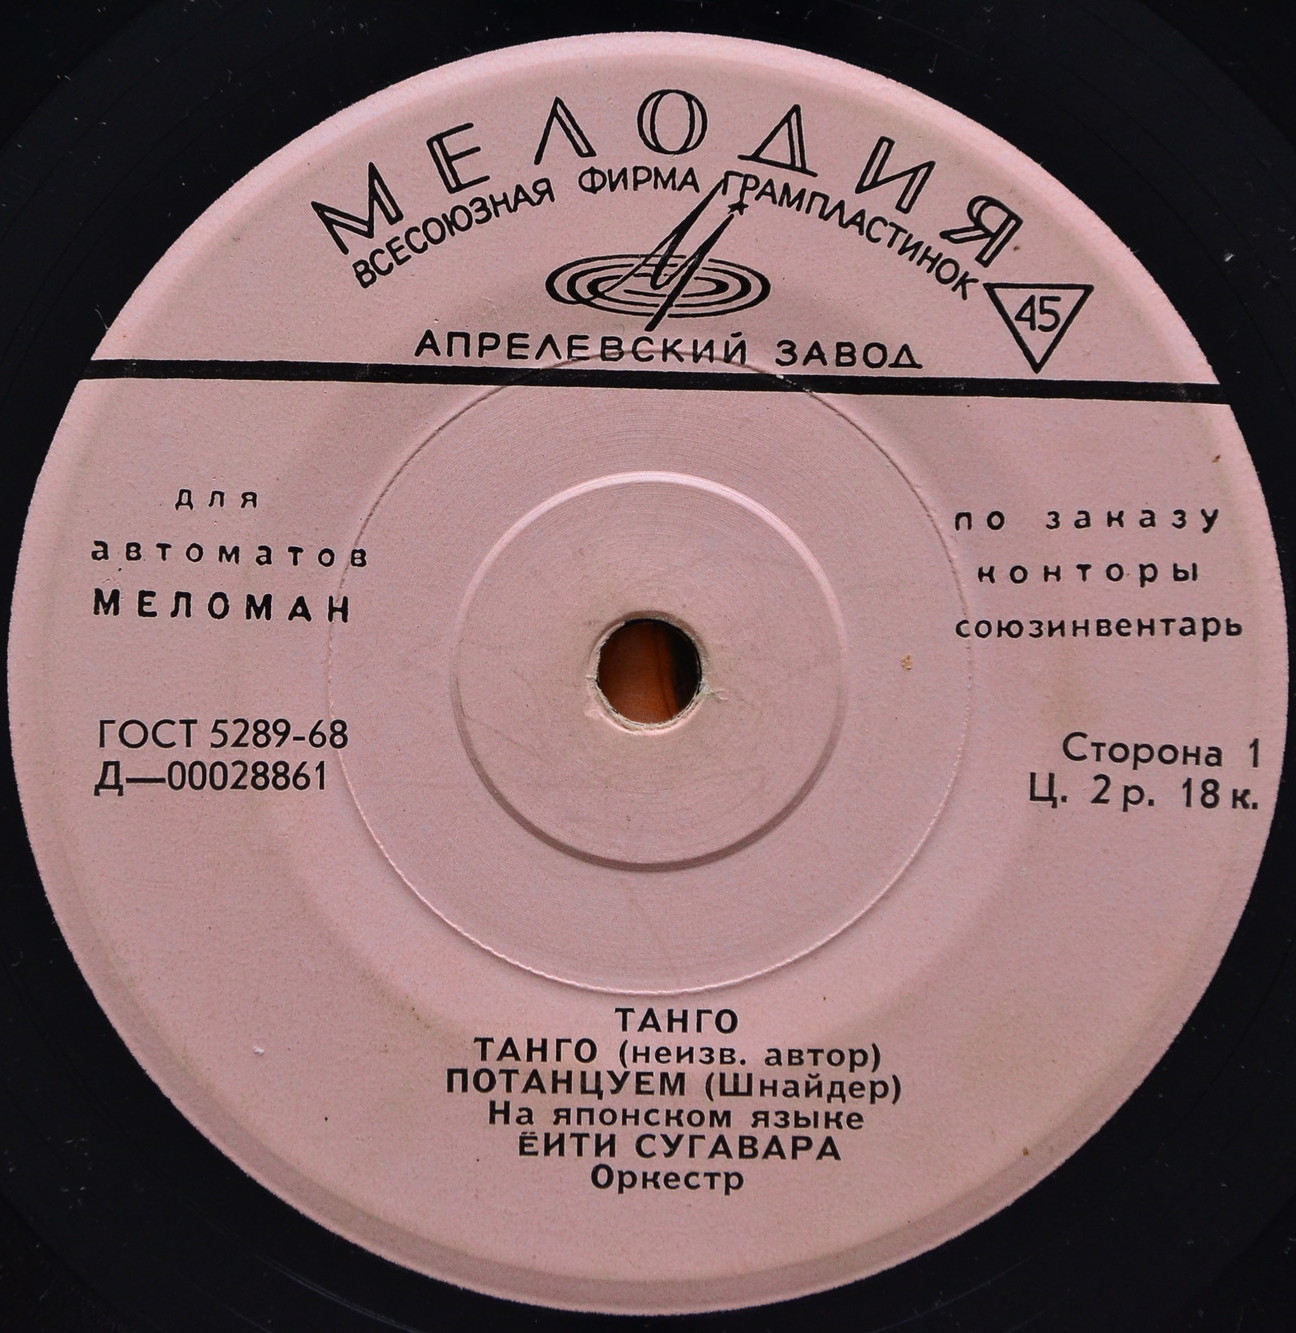 МЕЛОДИЯ
ВСЕСОЮЗНАЯ ФИРМА ГРАМПЛАСТИНОК
45
АПРЕЛЕВСКИЙ ЗАВОД
для
автоматов
МЕЛОМАН
по заказу
конторы
союзинвентарь
ГОСТ 5289-68
Д—00028861
Сторона 1
Ц. 2 р. 18 к.
ТАНГО
ТАНГО (неизв. автор)
ПОТАНЦУЕМ (Шнайдер)
На японском языке
ЁИТИ СУГАВАРА
Оркестр